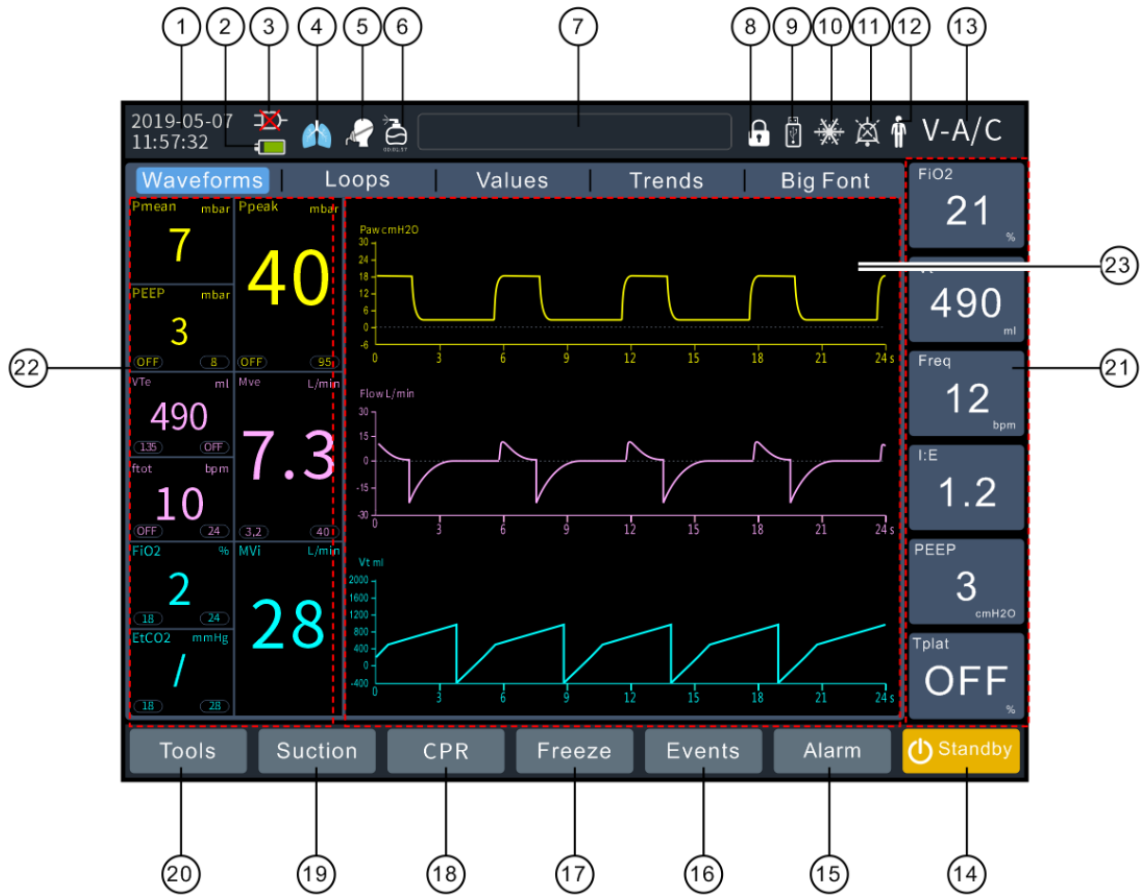 1 2 3 4 5 6 7 8 9 10 11 12 13
2019-05-07
11:57:32
V-A/C
Waveforms | Loops | Values | Trends | Big Font
Pmean mbar
7
Ppeak mbar
40
OFF 95
PEEP mbar
3
OFF 8
VTe ml
490
135 OFF
Mve L/min
7.3
3,2 40
ftot bpm
10
OFF 24
FiO2 %
2
18 24
MVi L/min
28
EtCO2 mmHg
/
18 28
Paw cmH2O
30
24
18
12
6
0
-6
0 3 6 9 12 15 18 21 24 s
Flow L/min
30
15
0
-15
-30
0 3 6 9 12 15 18 21 24 s
Vt ml
2000
1600
1200
800
400
0
-400
0 3 6 9 12 15 18 21 24 s
FiO2
21
%
490
ml
Freq
12
bpm
I:E
1.2
PEEP
3
cmH2O
Tplat
OFF
%
22
23
21
Tools Suction CPR Freeze Events Alarm Standby
20 19 18 17 16 15 14